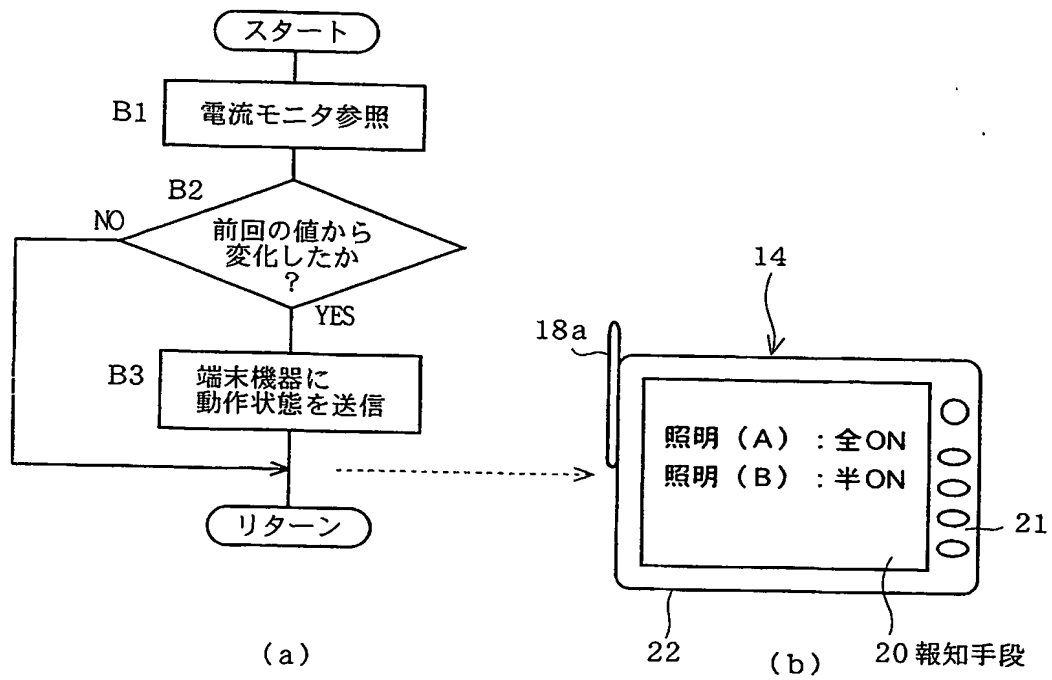 スタート
B1
電流モニタ参照
B2
NO
前回の値から
変化したか
?
YES
B3
端末機器に
動作状態を送信
リターン
(a)
14
18a
照明(A):全ON
照明(B):半ON
21
22
20 報知手段
(b)